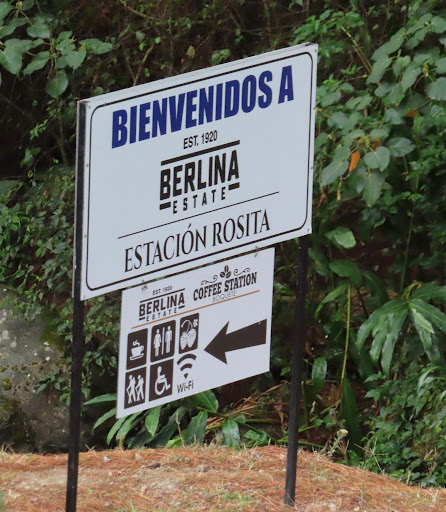 BIENVENIDOS A
EST. 1920
BERLINA
ESTATE
ESTACIÓN ROSITA
EST. 1920
BERLINA
ESTATE
COFFEE STATION
BOQUETE
Wi-Fi